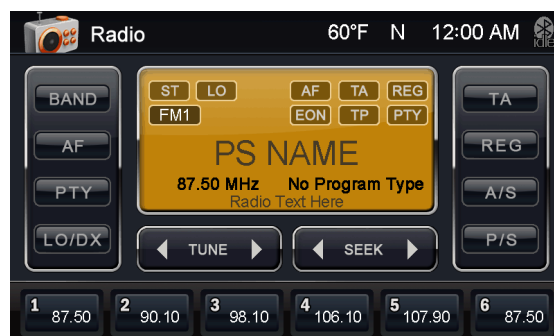 Radio 60°F N 12:00 AM idle
BAND
AF
PTY
LO/DX
ST LO AF TA REG
FM1 EON TP PTY
PS NAME
87.50 MHz No Program Type
Radio Text Here
TUNE SEEK
TA
REG
A/S
P/S
1 87.50 2 90.10 3 98.10 4 106.10 5 107.90 6 87.50